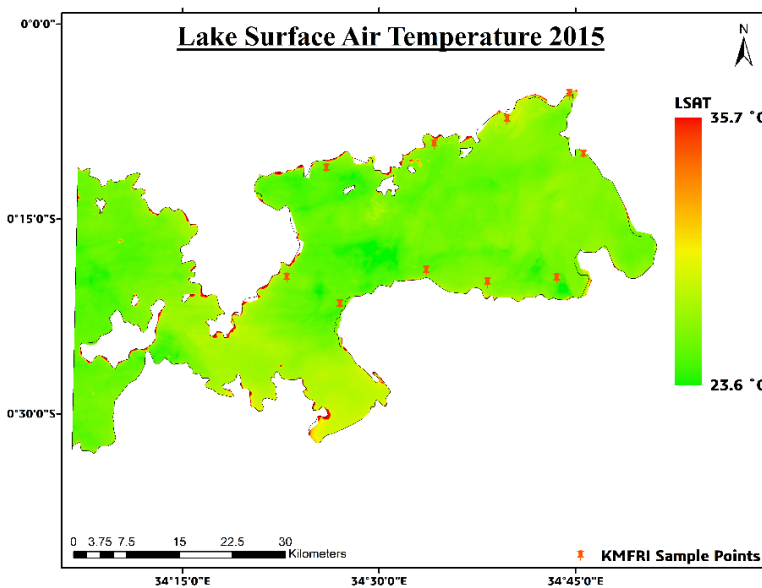 Lake Surface Air Temperature 2015
N
0°0'0"
0°15'0"S
0°30'0"S
LSAT
35.7 °C
23.6 °C
0 3.75 7.5 15 22.5 30
Kilometers
KMFRI Sample Points
34°15'0"E 34°30'0"E 34°45'0"E